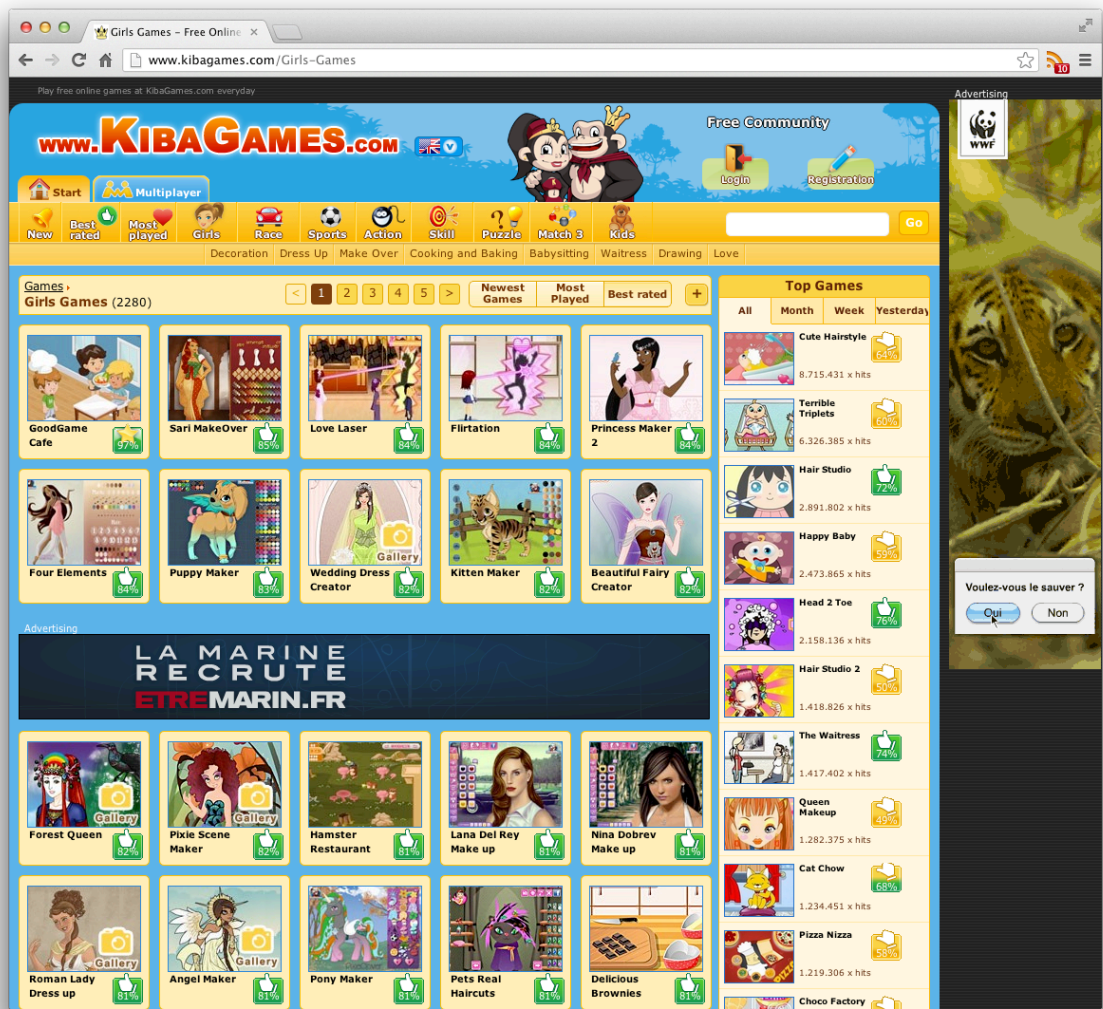 Girls Games – Free Online
www.kibagames.com/Girls-Games
10
Play free online games at KibaGames.com everyday
Advertising
WWF
www.KibaGames.com
Free Community
Login
Registration
Start
Multiplayer
New
Best rated
Most played
Girls
Race
Sports
Action
Skill
Puzzle
Match 3
Kids
Go
Decoration
Dress Up
Make Over
Cooking and Baking
Babysitting
Waitress
Drawing
Love
Games
Girls Games (2280)
< 1 2 3 4 5 >
Newest Games
Most Played
Best rated
+
GoodGame Cafe
97%
Sari MakeOver
85%
Love Laser
84%
Flirtation
84%
Princess Maker 2
84%
Four Elements
84%
Puppy Maker
83%
Gallery
Wedding Dress Creator
82%
Kitten Maker
82%
Beautiful Fairy Creator
82%
Advertising
LA MARINE
RECRUTE
ETREMARIN.FR
Gallery
Forest Queen
82%
Gallery
Pixie Scene Maker
82%
Hamster Restaurant
81%
Lana Del Rey Make up
81%
Nina Dobrev Make up
81%
Gallery
Roman Lady Dress up
81%
Gallery
Angel Maker
81%
Pony Maker
81%
Pets Real Haircuts
81%
Delicious Brownies
81%
Top Games
All
Month
Week
Yesterday
Cute Hairstyle
64%
8.715.431 x hits
Terrible Triplets
60%
6.326.385 x hits
Hair Studio
72%
2.891.802 x hits
Happy Baby
59%
2.473.865 x hits
Head 2 Toe
76%
2.158.136 x hits
Hair Studio 2
50%
1.418.826 x hits
The Waitress
74%
1.417.402 x hits
Queen Makeup
49%
1.282.375 x hits
Cat Chow
68%
1.234.451 x hits
Pizza Nizza
58%
1.219.306 x hits
PIZZA
Choco Factory
Voulez-vous le sauver ?
Oui
Non